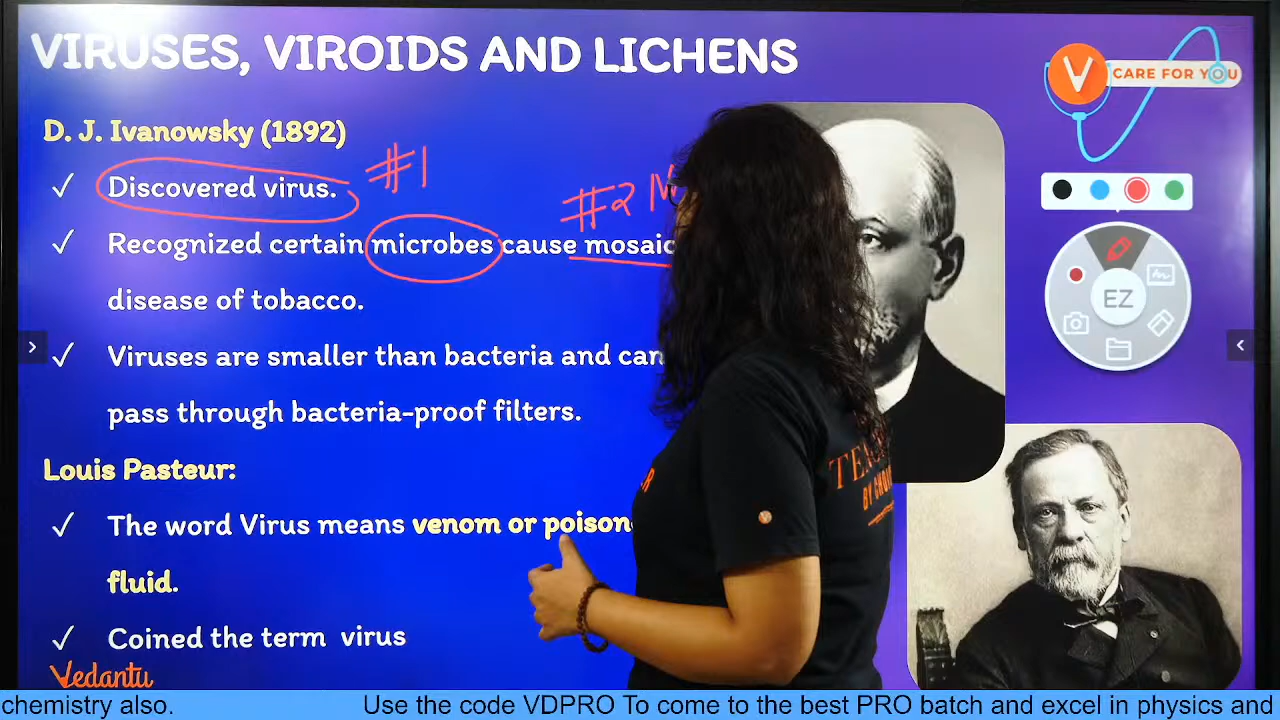 VIRUSES, VIROIDS AND LICHENS
CARE FOR YOU
D. J. Ivanowsky (1892)
✓ Discovered virus.
#1
#2 N
✓ Recognized certain microbes cause mosaic
disease of tobacco.
EZ
✓ Viruses are smaller than bacteria and can
pass through bacteria-proof filters.
Louis Pasteur:
✓ The word Virus means venom or poison
fluid.
✓ Coined the term virus
BY CHOICE
Vedantu
chemistry also. Use the code VDPRO To come to the best PRO batch and excel in physics and